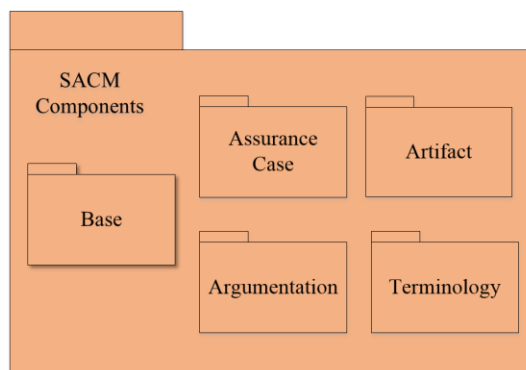 SACM
Components
Base
Assurance
Case
Artifact
Argumentation
Terminology